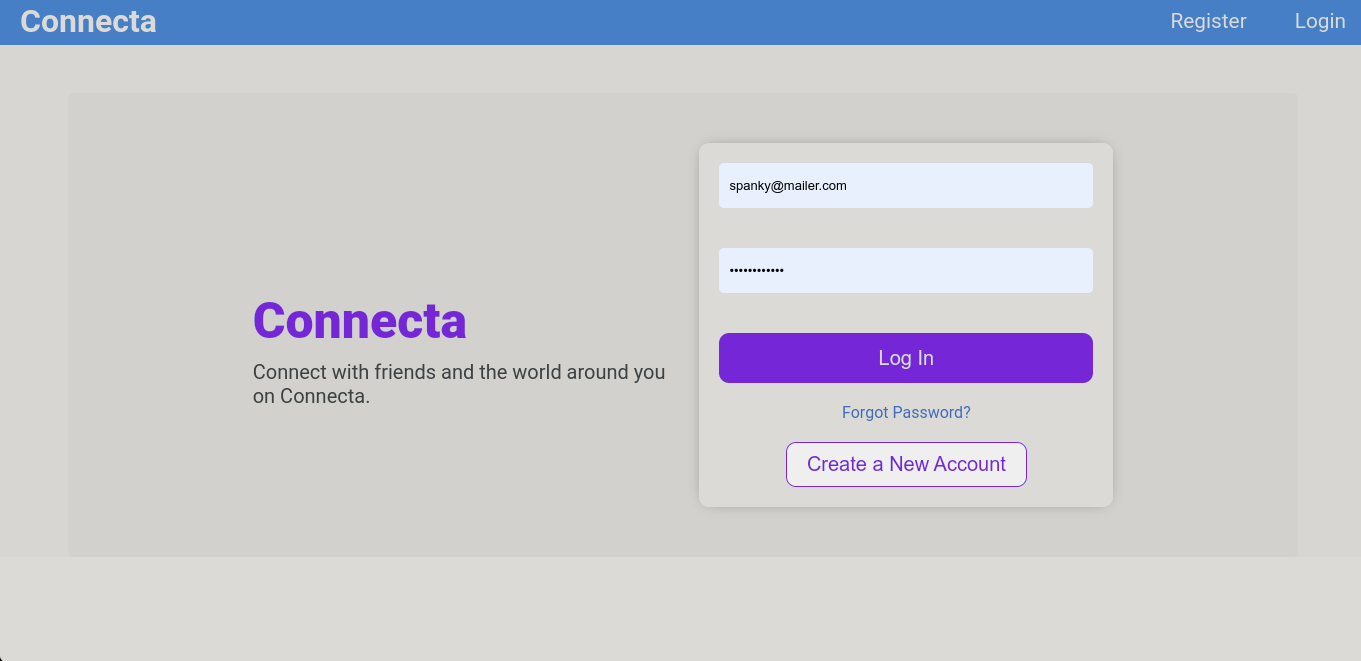 Connecta
Register
Login
spanky@mailer.com
••••••••••••
Connecta
Connect with friends and the world around you
on Connecta.
Log In
Forgot Password?
Create a New Account